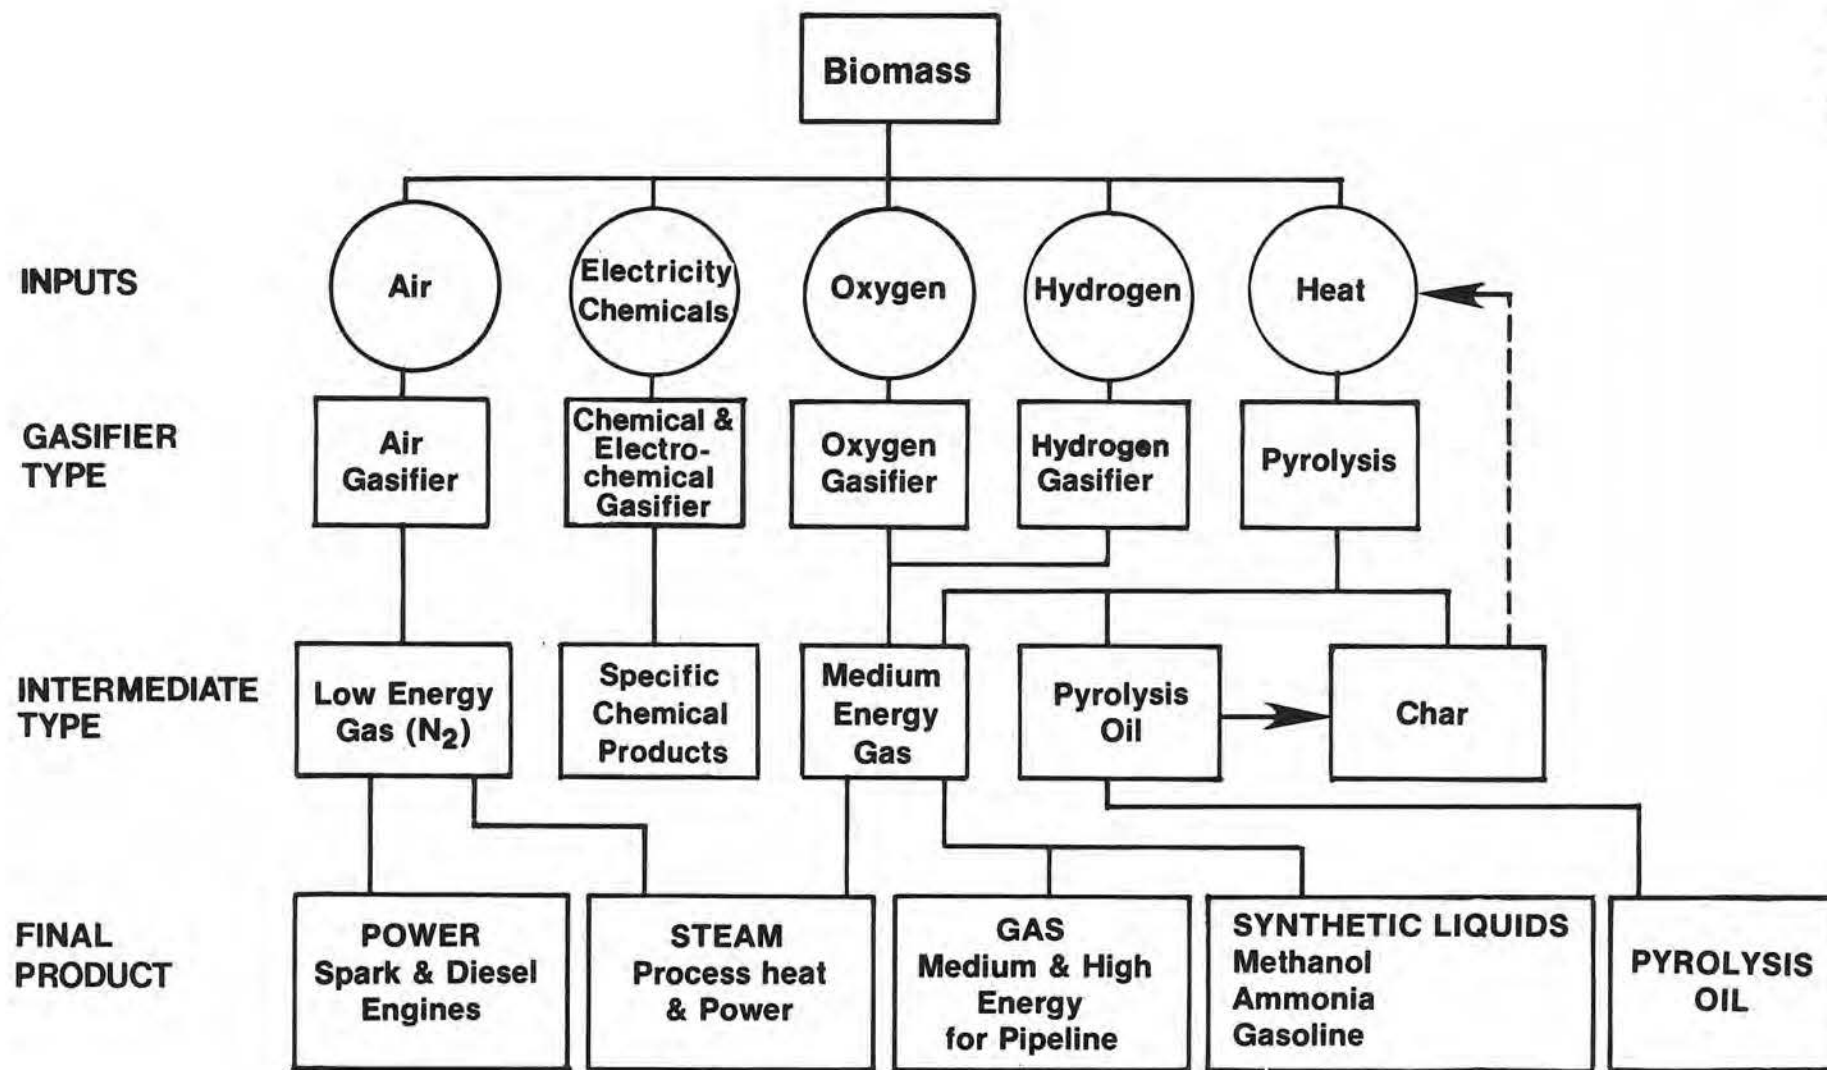 Biomass
INPUTS
Air
Electricity
Chemicals
Oxygen
Hydrogen
Heat
GASIFIER
TYPE
Air
Gasifier
Chemical &
Electro-
chemical
Gasifier
Oxygen
Gasifier
Hydrogen
Gasifier
Pyrolysis
INTERMEDIATE
TYPE
Low Energy
Gas (N₂)
Specific
Chemical
Products
Medium
Energy
Gas
Pyrolysis
Oil
Char
FINAL
PRODUCT
POWER
Spark & Diesel
Engines
STEAM
Process heat
& Power
GAS
Medium & High
Energy
for Pipeline
SYNTHETIC LIQUIDS
Methanol
Ammonia
Gasoline
PYROLYSIS
OIL